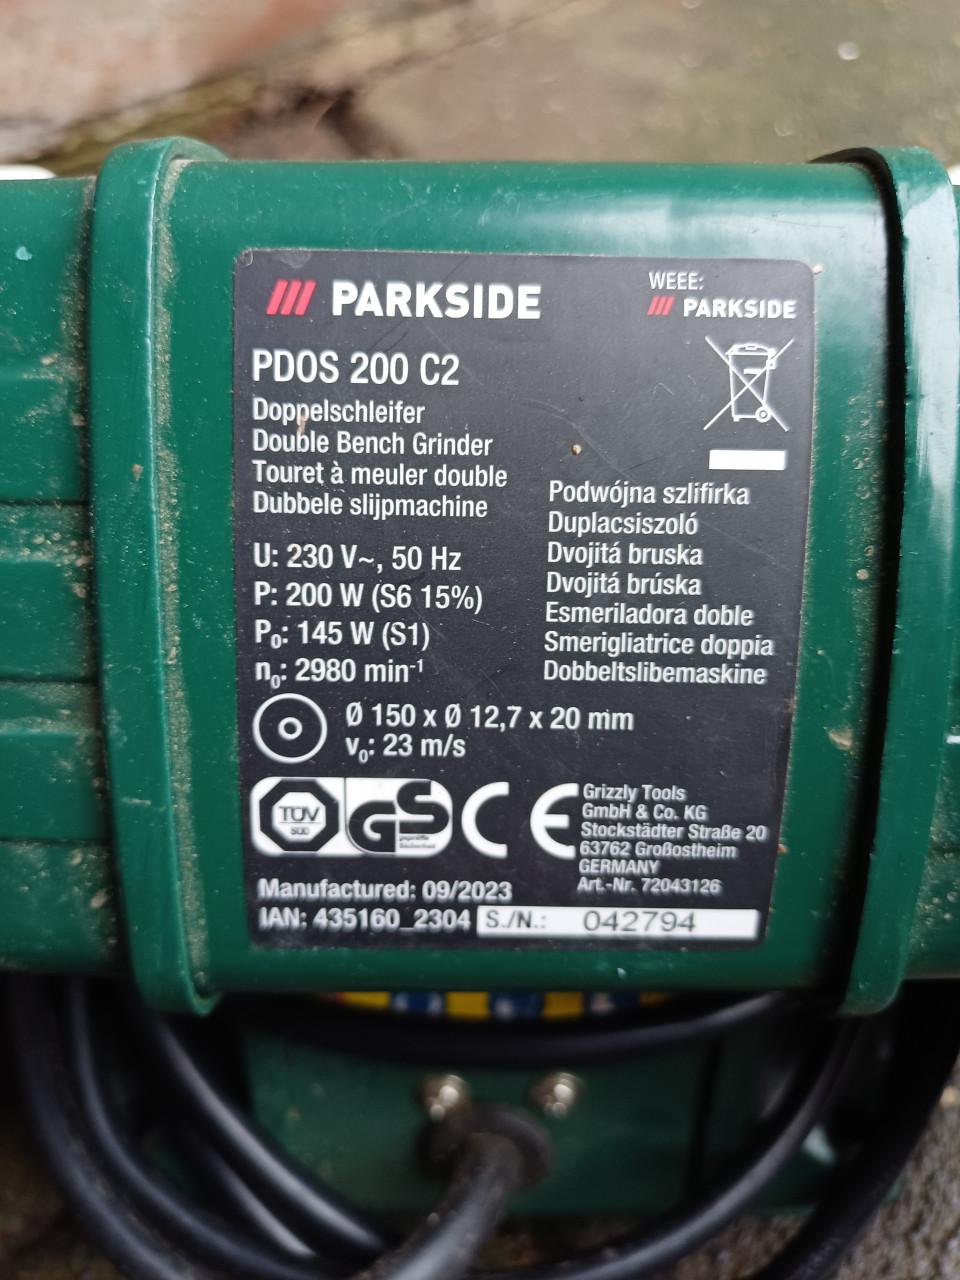 PARKSIDE
WEEE:
PARKSIDE
PDOS 200 C2
Doppelschleifer
Double Bench Grinder
Touret à meuler double
Dubbele slijpmachine
Podwójna szlifirka
Duplacsiszoló
Dvojitá bruska
Dvojitá brúska
Esmeriladora doble
Smerigliatrice doppia
Dobbeltslibemaskine
U: 230 V~, 50 Hz
P: 200 W (S6 15%)
P₀: 145 W (S1)
n₀: 2980 min⁻¹
Ø 150 x Ø 12,7 x 20 mm
v₀: 23 m/s
TÜV
SÜD
GS
geprüfte
Sicherheit
CE
Grizzly Tools
GmbH & Co. KG
Stockstädter Straße 20
63762 Großostheim
GERMANY
Art.-Nr. 72043126
Manufactured: 09/2023
IAN: 435160_2304 S./N.: 042794